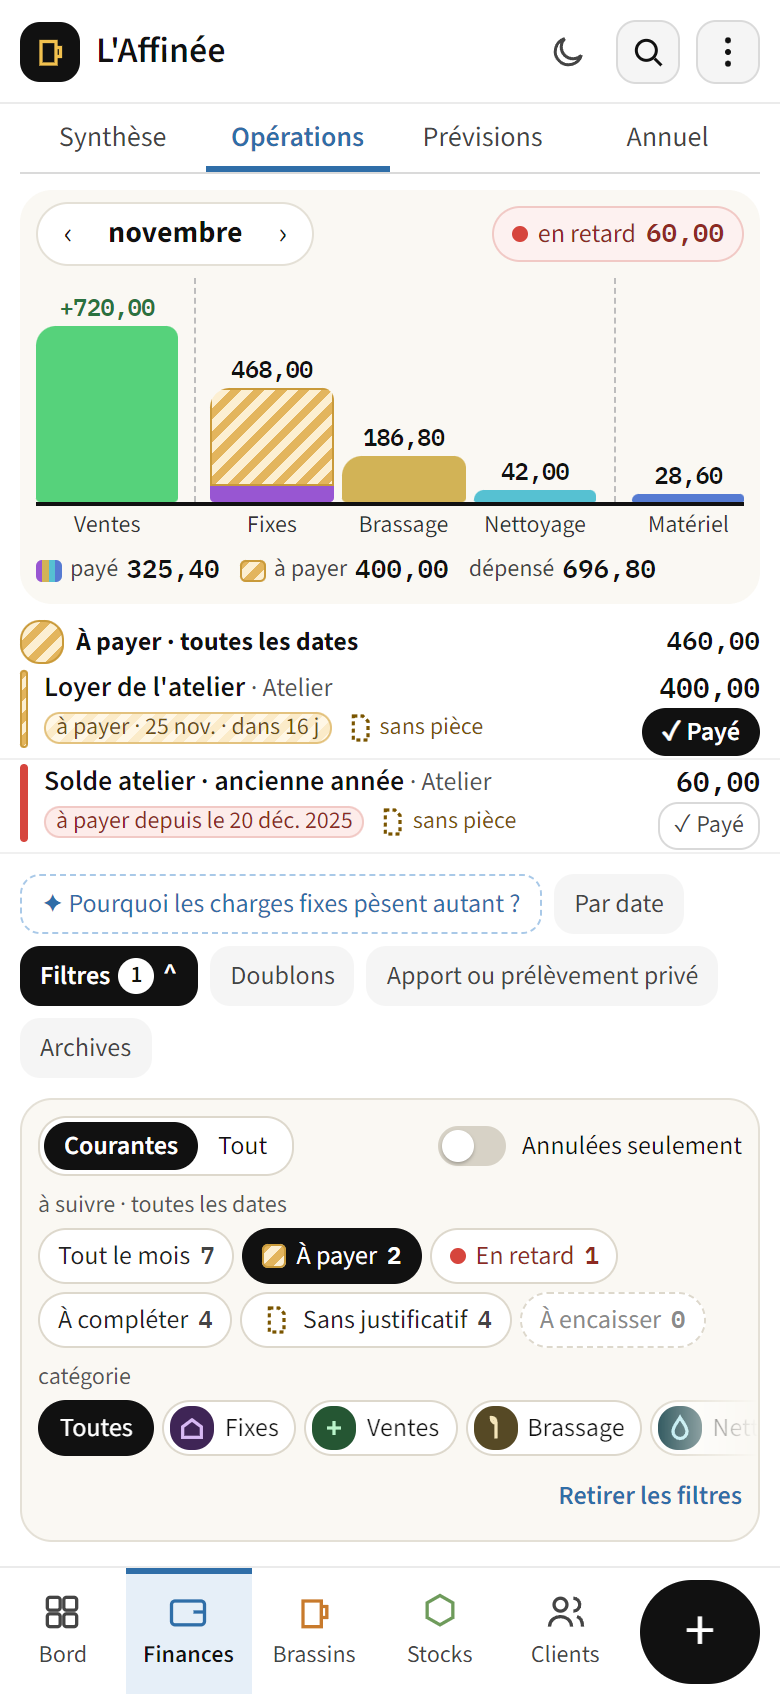 L'Affinée
Synthèse Opérations Prévisions Annuel
‹ novembre › en retard 60,00
+720,00
468,00
186,80
42,00
28,60
Ventes Fixes Brassage Nettoyage Matériel
payé 325,40 à payer 400,00 dépensé 696,80
À payer · toutes les dates 460,00
Loyer de l'atelier · Atelier 400,00
à payer · 25 nov. · dans 16 j sans pièce ✓ Payé
Solde atelier · ancienne année · Atelier 60,00
à payer depuis le 20 déc. 2025 sans pièce ✓ Payé
✦ Pourquoi les charges fixes pèsent autant ? Par date
Filtres 1 ^ Doublons Apport ou prélèvement privé
Archives
Courantes Tout Annulées seulement
à suivre · toutes les dates
Tout le mois 7 À payer 2 En retard 1
À compléter 4 Sans justificatif 4 À encaisser 0
catégorie
Toutes Fixes + Ventes Brassage
Retirer les filtres
Bord Finances Brassins Stocks Clients +